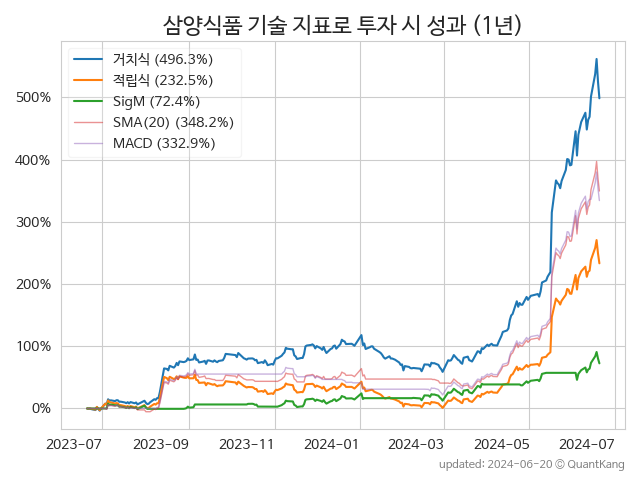 삼양식품 기술 지표로 투자 시 성과 (1년)
거치식 (496.3%)
적립식 (232.5%)
SigM (72.4%)
SMA(20) (348.2%)
MACD (332.9%)
500%
400%
300%
200%
100%
0%
2023-07 2023-09 2023-11 2024-01 2024-03 2024-05 2024-07
updated: 2024-06-20 © QuantKang